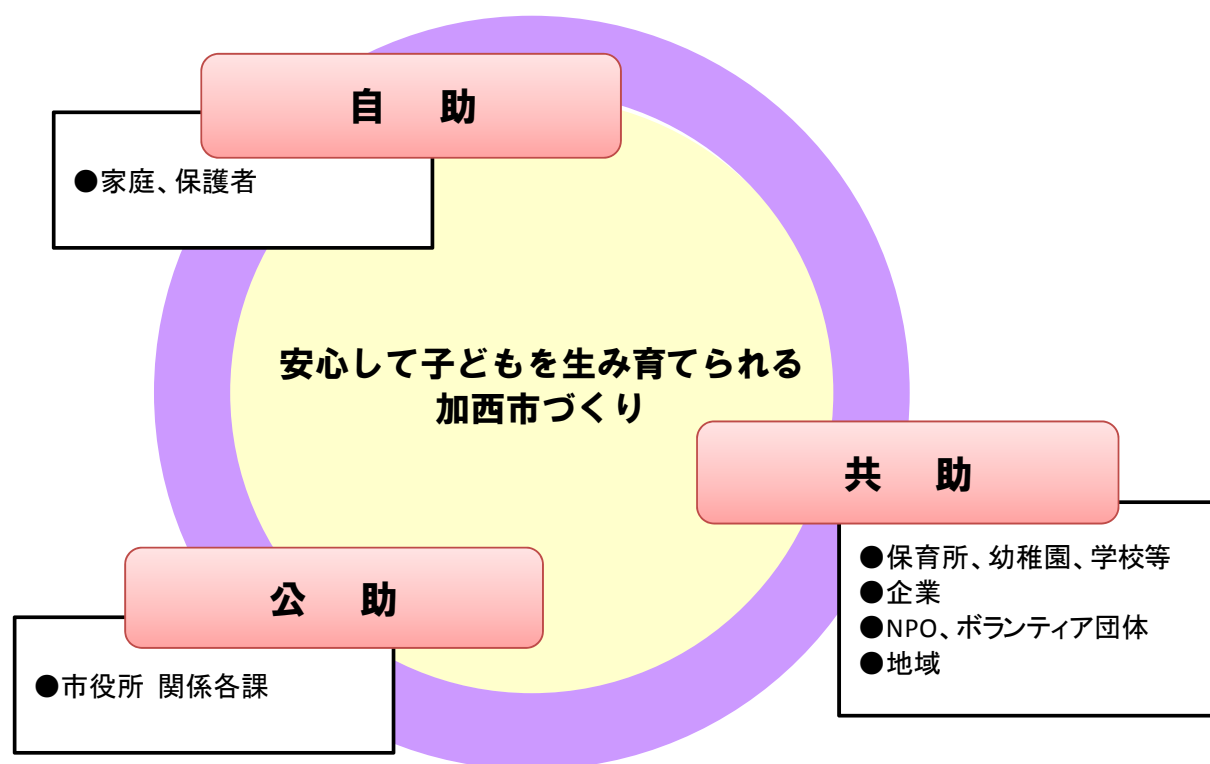 自　助
●家庭、保護者
安心して子どもを生み育てられる
加西市づくり
共　助
●保育所、幼稚園、学校等
●企業
●NPO、ボランティア団体
●地域
公　助
●市役所 関係各課